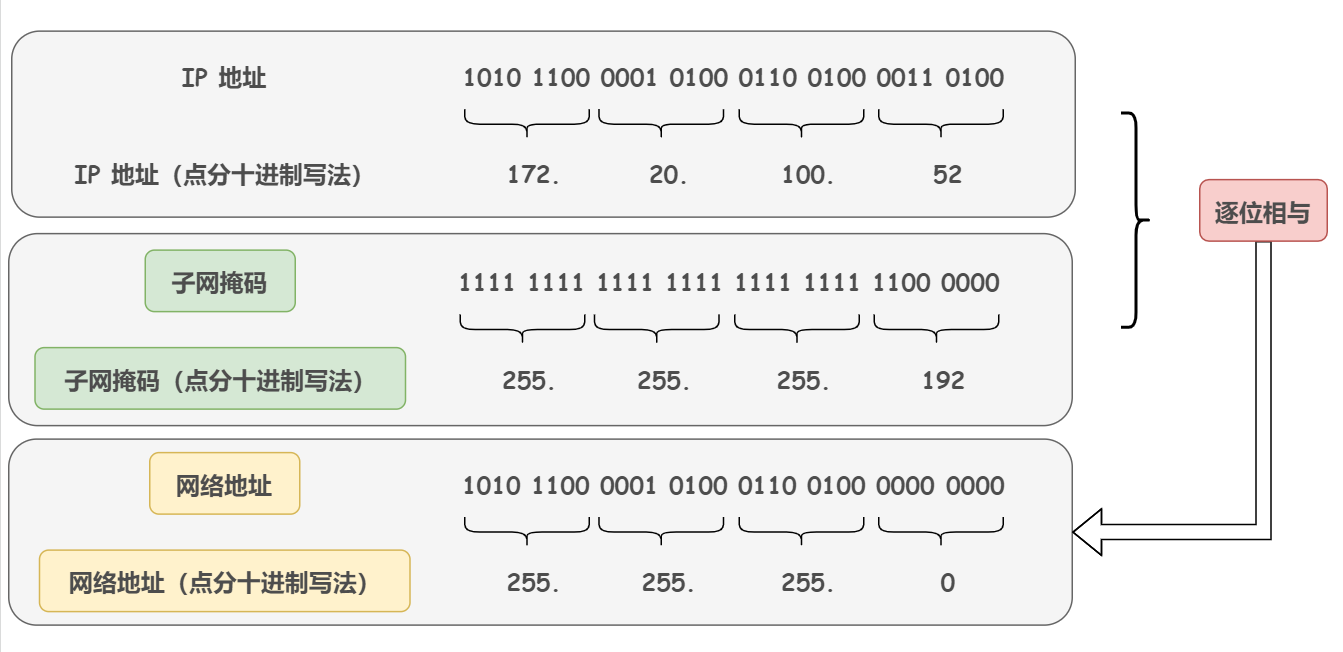 IP 地址 1010 1100 0001 0100 0110 0100 0011 0100
IP 地址（点分十进制写法） 172. 20. 100. 52
逐位相与
子网掩码 1111 1111 1111 1111 1111 1111 1100 0000
子网掩码（点分十进制写法） 255. 255. 255. 192
网络地址 1010 1100 0001 0100 0110 0100 0000 0000
网络地址（点分十进制写法） 255. 255. 255. 0